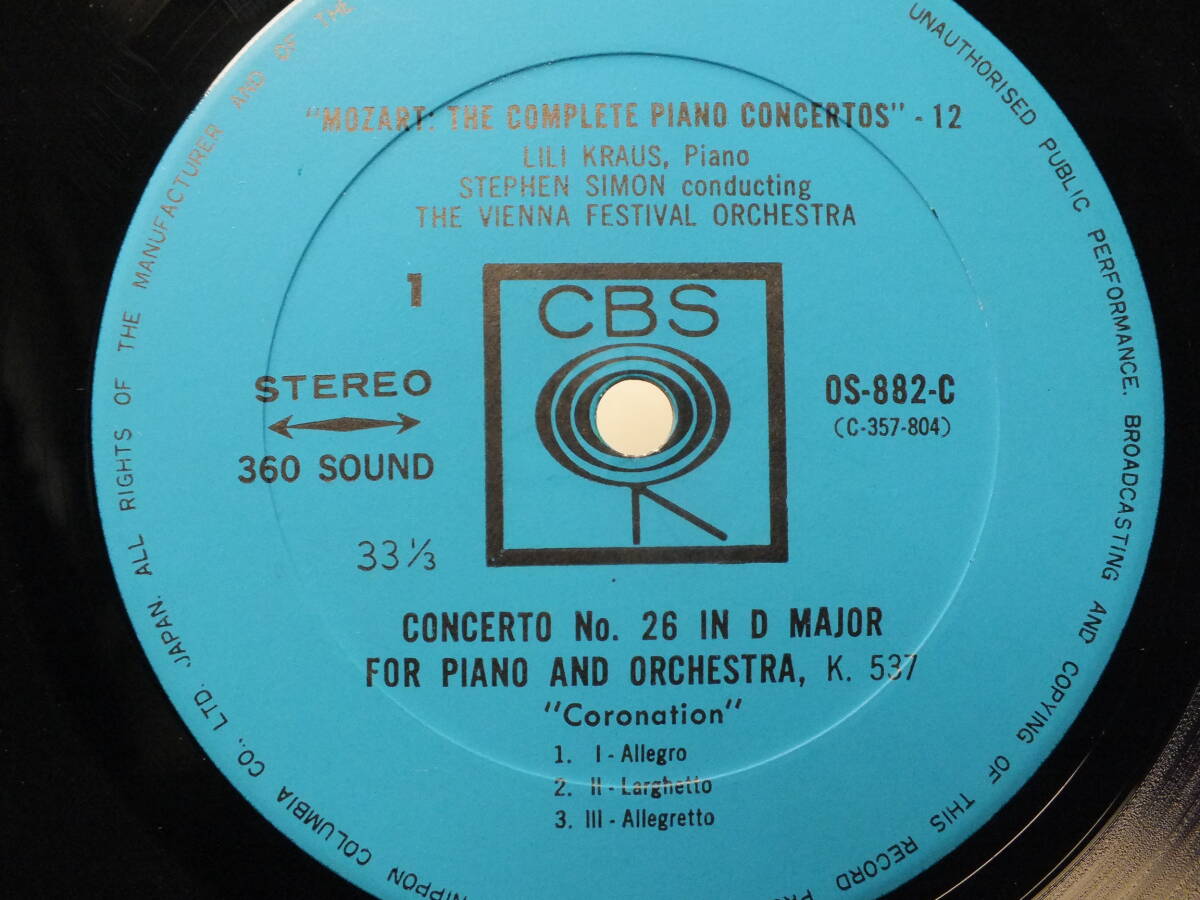 "MOZART: THE COMPLETE PIANO CONCERTOS" - 12
LILI KRAUS, Piano
STEPHEN SIMON conducting
THE VIENNA FESTIVAL ORCHESTRA
1
CBS
STEREO
360 SOUND
OS-882-C
(C-357-804)
33 1/3
CONCERTO No. 26 IN D MAJOR
FOR PIANO AND ORCHESTRA, K. 537
"Coronation"
1. I - Allegro
2. II - Larghetto
3. III - Allegretto
NIPPON COLUMBIA CO., LTD. JAPAN. ALL RIGHTS OF THE MANUFACTURER AND OF THE
UNAUTHORISED PUBLIC PERFORMANCE. BROADCASTING AND COPYING OF THIS RECORD